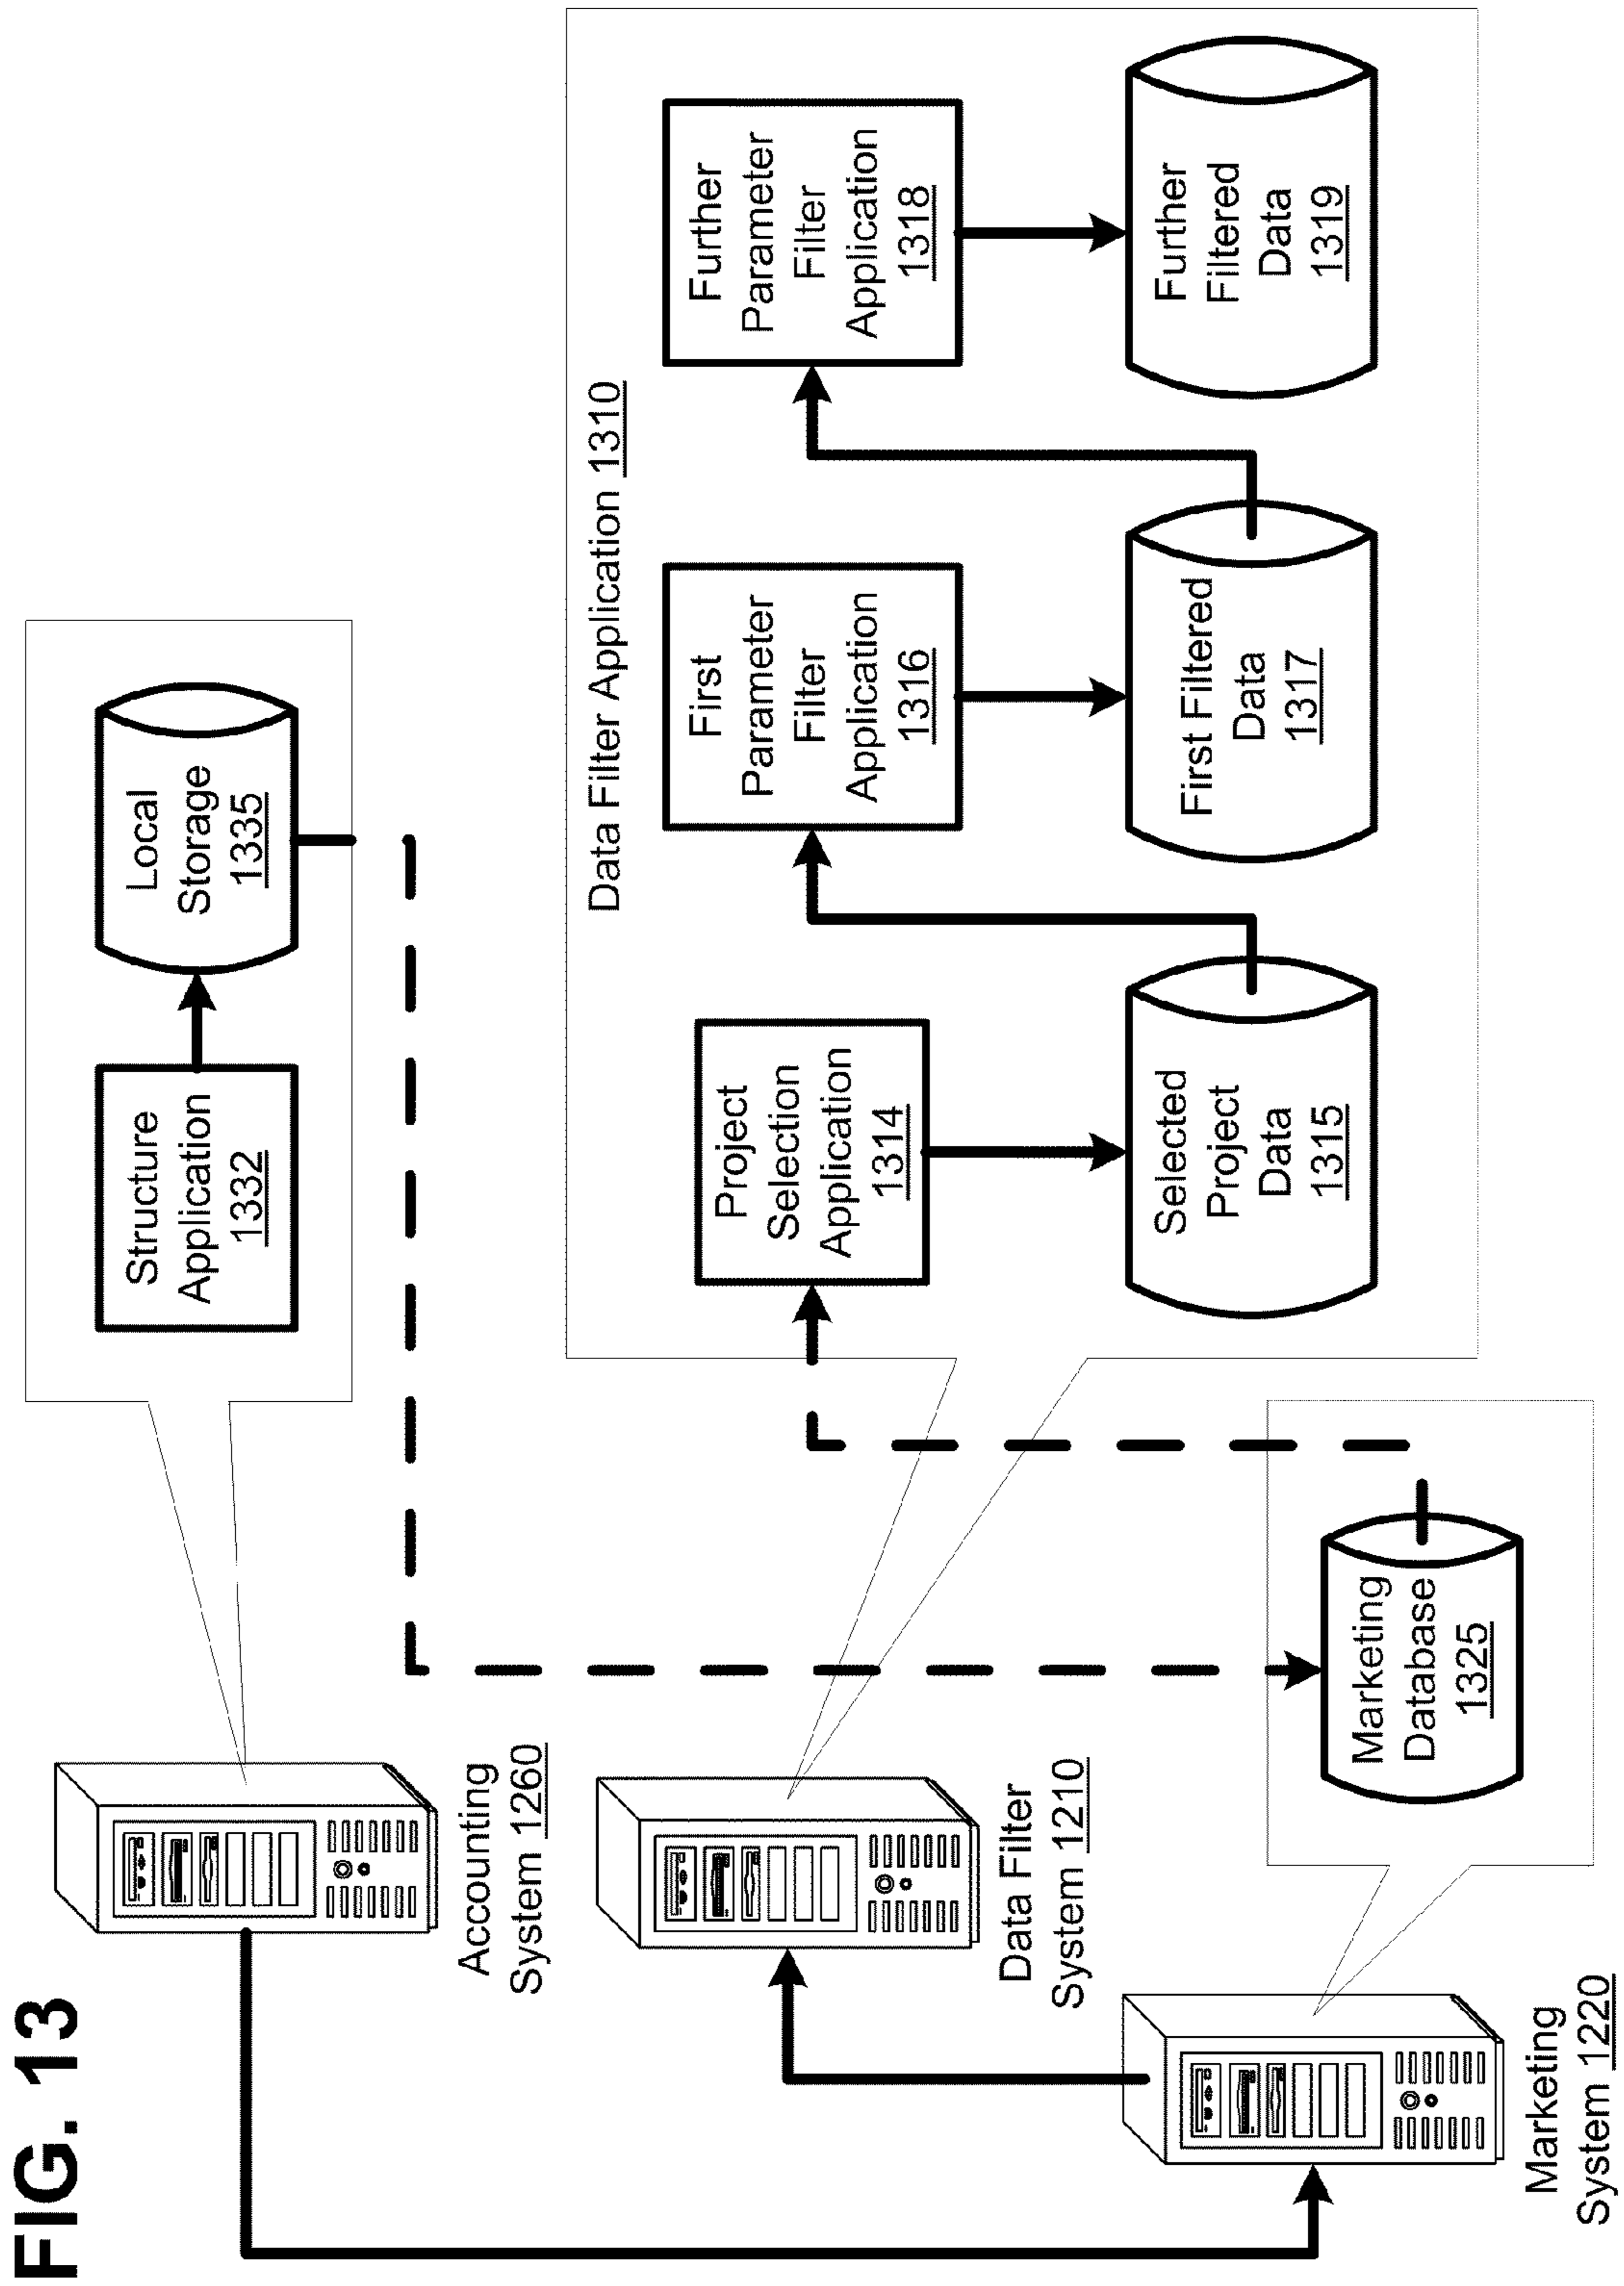 FIG. 13
Accounting
System 1260
Structure
Application
1332
Local
Storage
1335
Data Filter
System 1210
Data Filter Application 1310
Project
Selection
Application
1314
First
Parameter
Filter
Application
1316
Further
Parameter
Filter
Application
1318
Selected
Project
Data
1315
First Filtered
Data
1317
Further
Filtered
Data
1319
Marketing
System 1220
Marketing
Database
1325